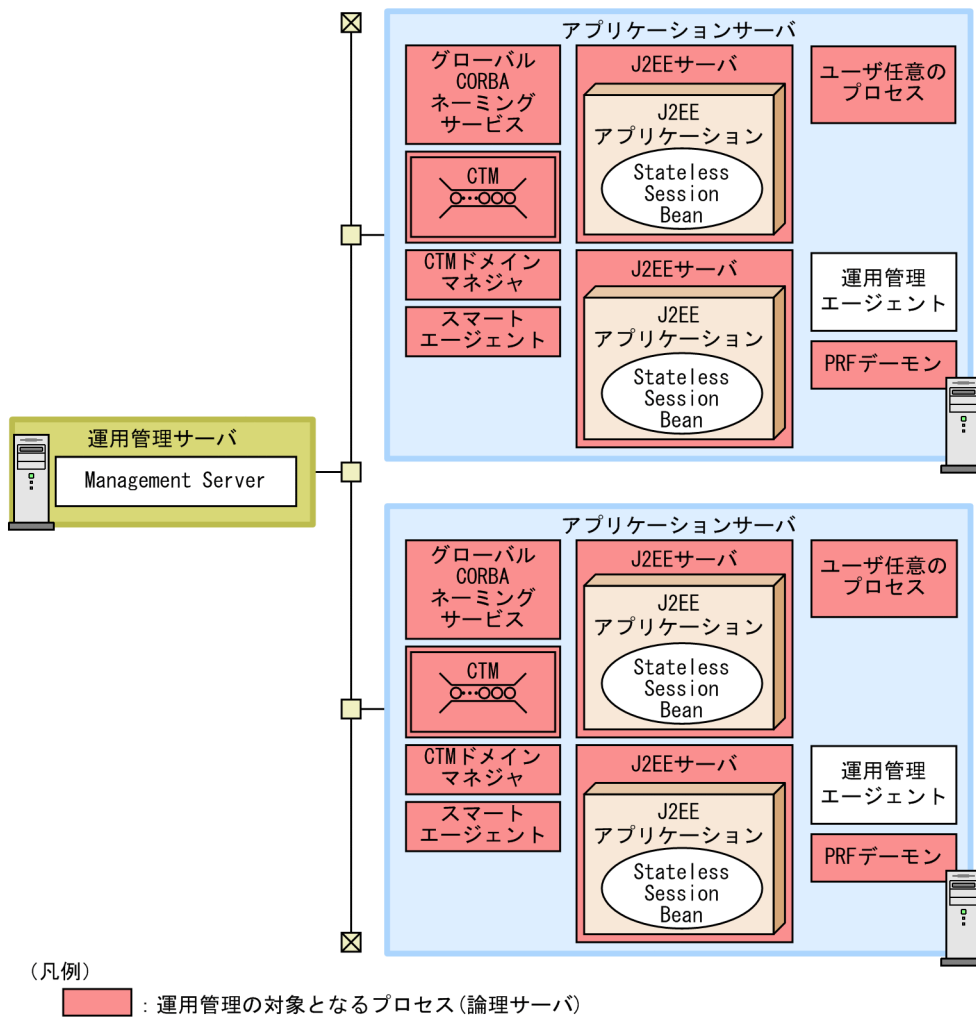 アプリケーションサーバ
グローバル
CORBA
ネーミング
サービス
CTM
CTMドメイン
マネジャ
スマート
エージェント
J2EEサーバ
J2EE
アプリケーション
Stateless
Session
Bean
J2EEサーバ
J2EE
アプリケーション
Stateless
Session
Bean
ユーザ任意の
プロセス
運用管理
エージェント
PRFデーモン
運用管理サーバ
Management Server
アプリケーションサーバ
グローバル
CORBA
ネーミング
サービス
CTM
CTMドメイン
マネジャ
スマート
エージェント
J2EEサーバ
J2EE
アプリケーション
Stateless
Session
Bean
J2EEサーバ
J2EE
アプリケーション
Stateless
Session
Bean
ユーザ任意の
プロセス
運用管理
エージェント
PRFデーモン
(凡例)
：運用管理の対象となるプロセス(論理サーバ)